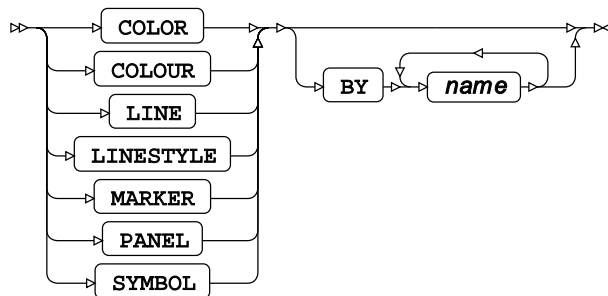 COLOR
COLOUR
BY name
LINE
LINESTYLE
MARKER
PANEL
SYMBOL